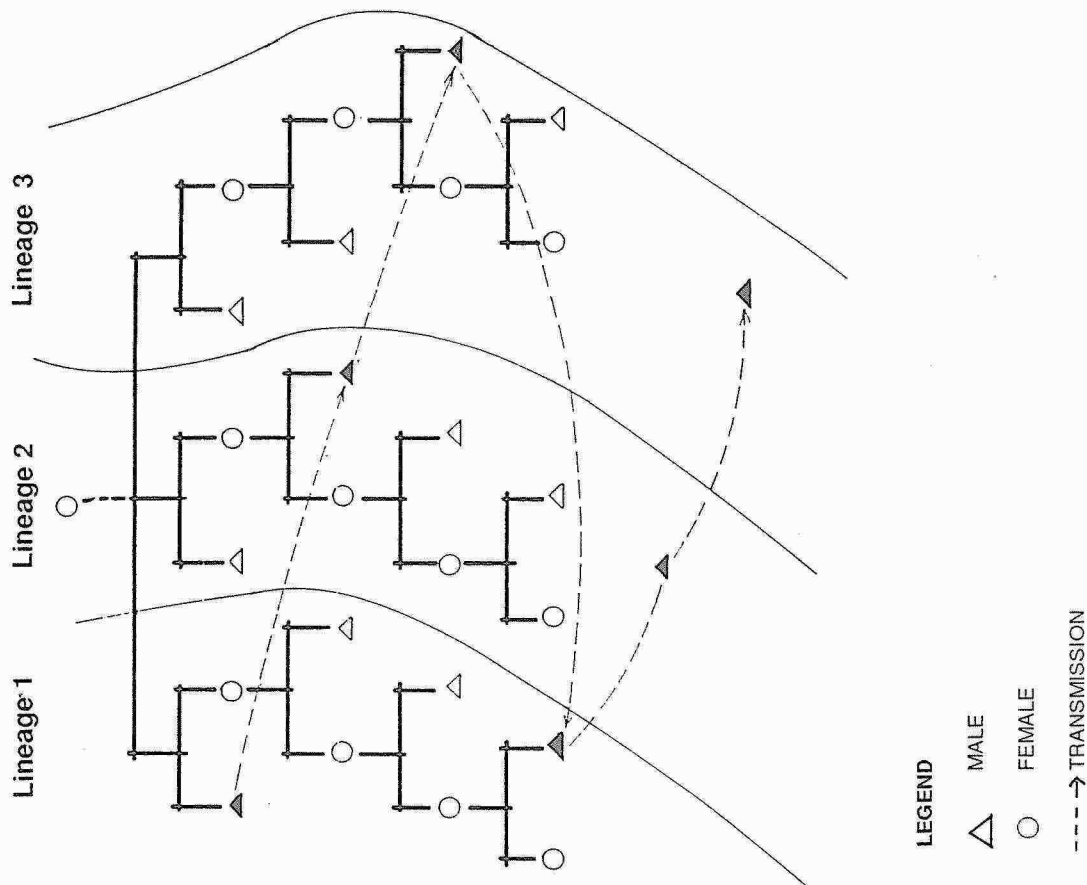 Lineage 1
Lineage 2
Lineage 3
LEGEND
MALE
FEMALE
TRANSMISSION